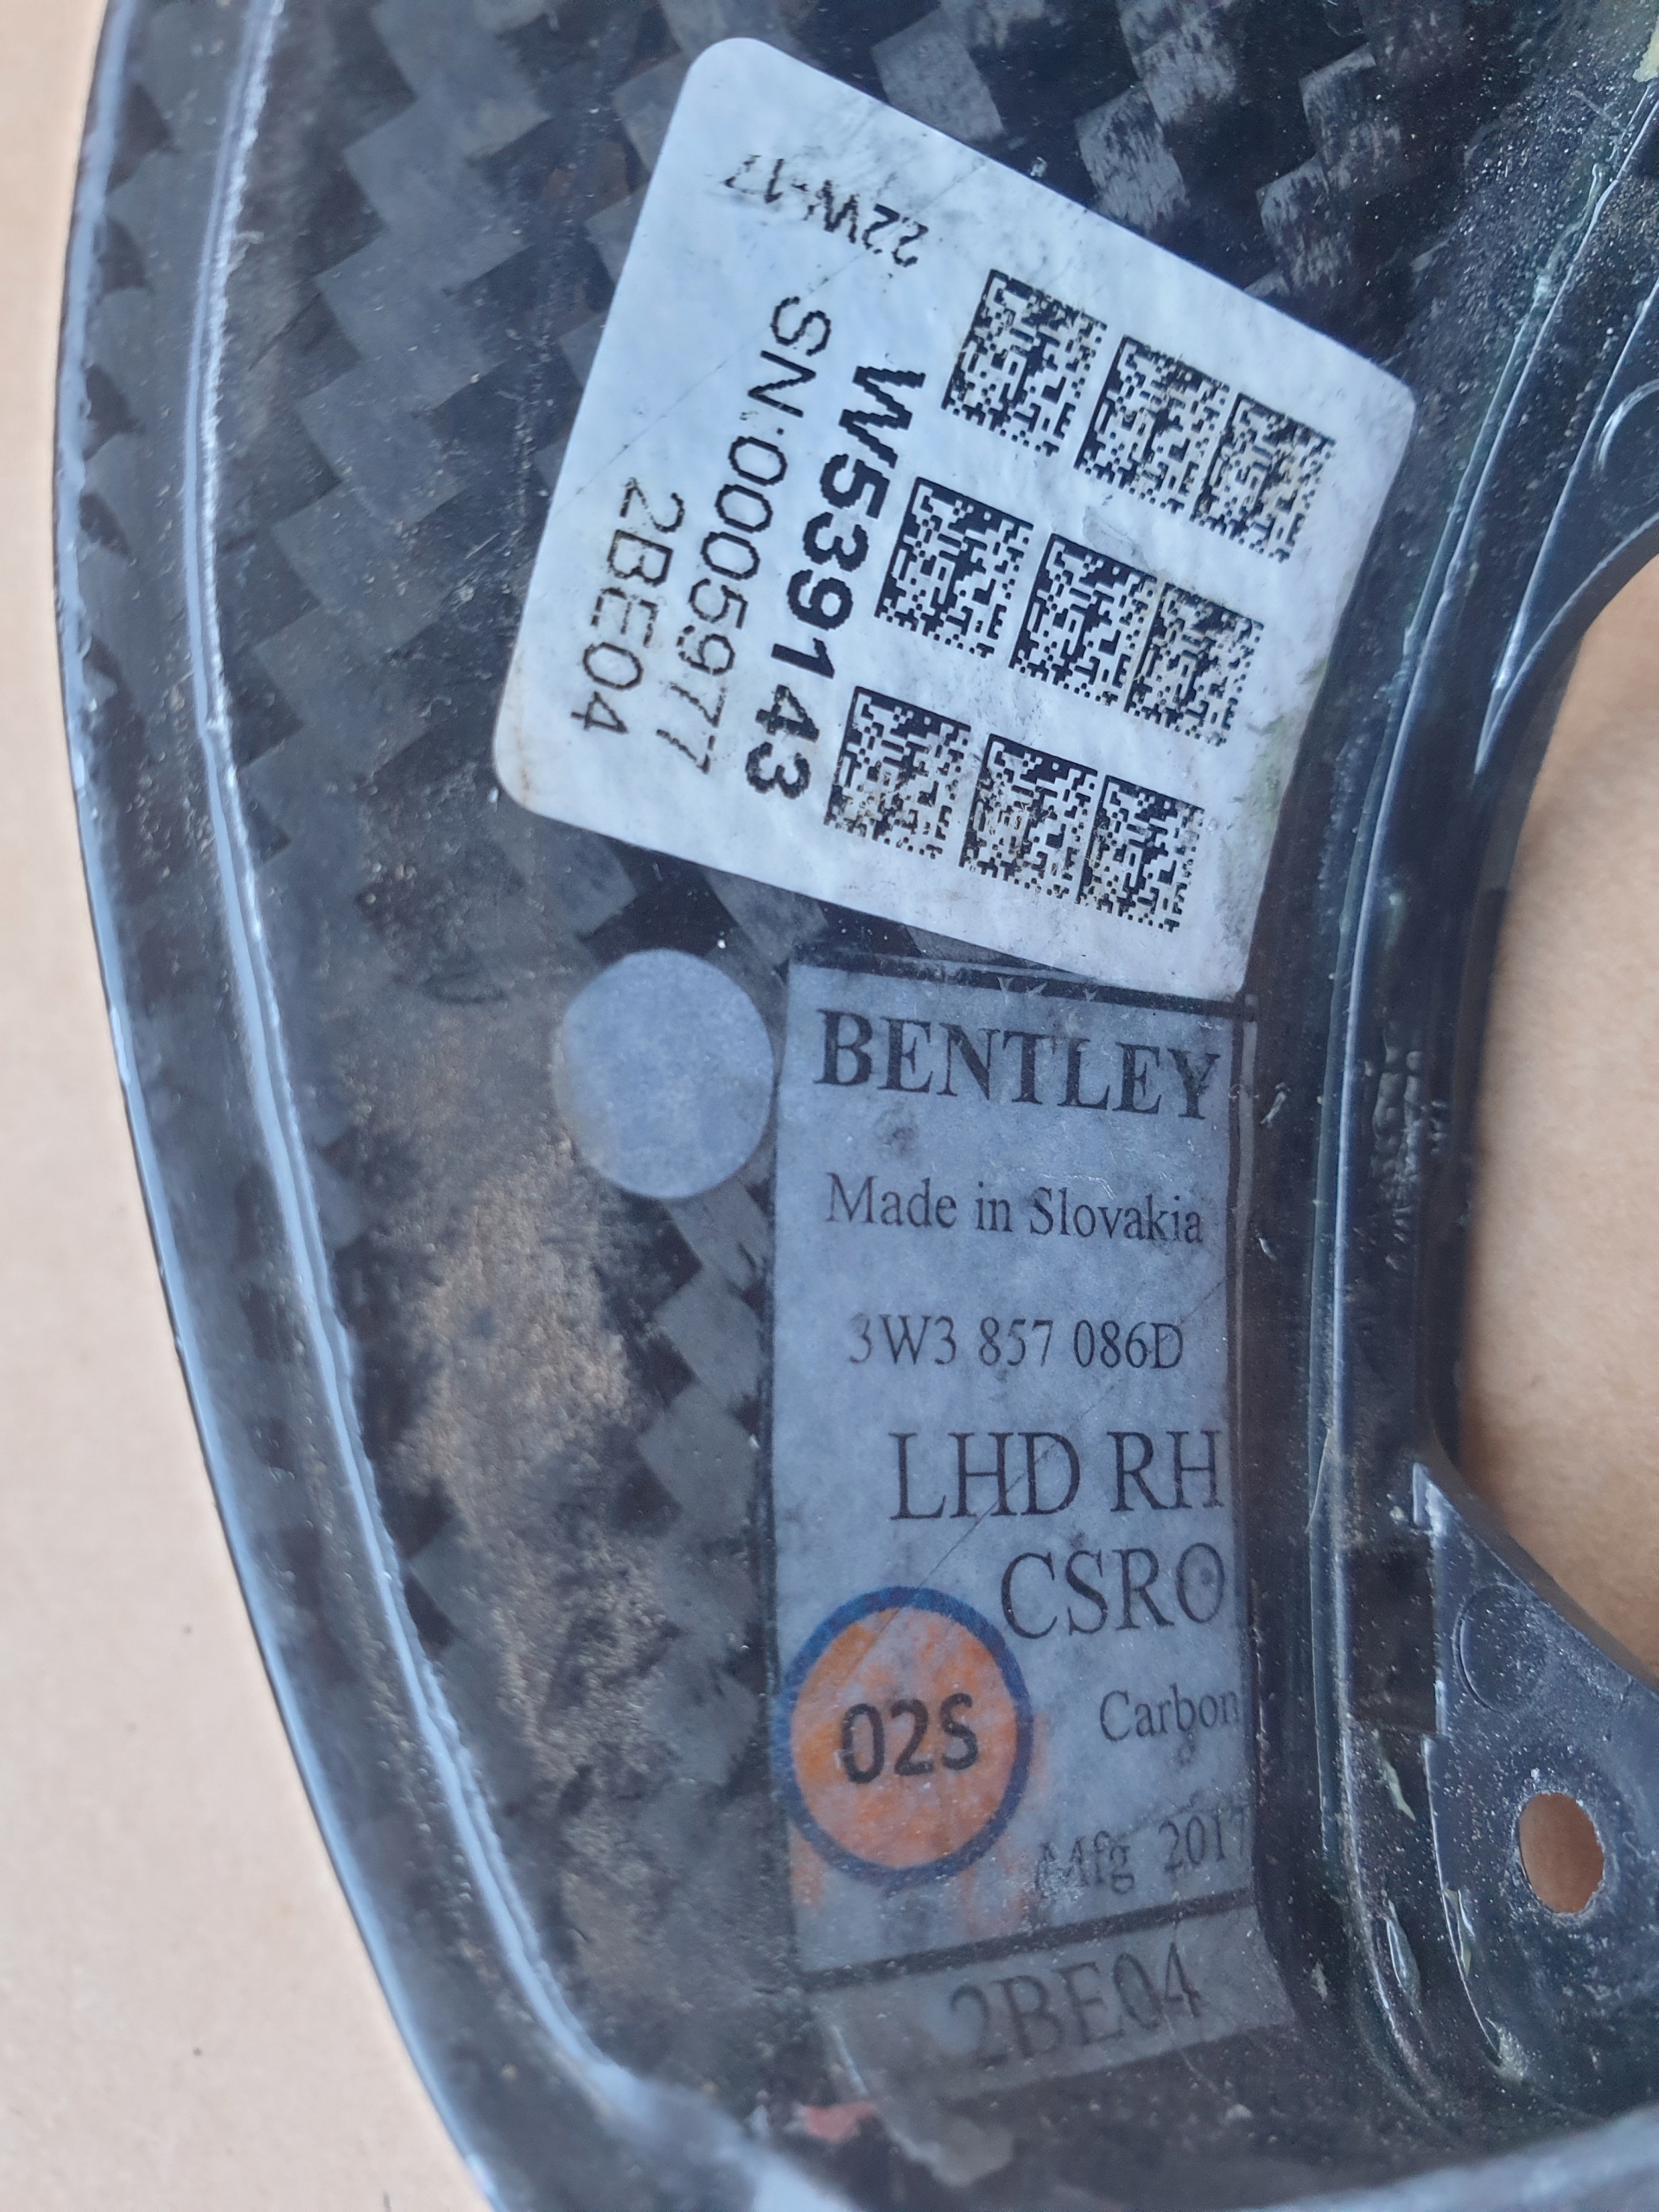 22W-17
W539143
SN:0005977
2BE04
BENTLEY
Made in Slovakia
3W3 857 086D
LHD RH
CSRO
Carbon
02S
Mfg 2017
2BE04